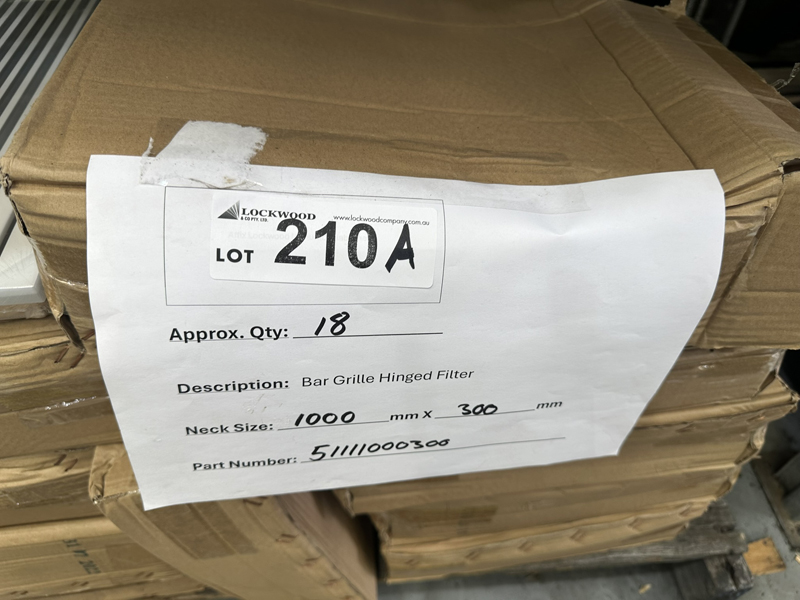 LOCKWOOD
& CO PTY. LTD.
www.lockwoodcompany.com.au
LOT 210A
Approx. Qty: 18
Description: Bar Grille Hinged Filter
Neck Size: 1000 mm X 300 mm
Part Number: 51111000300